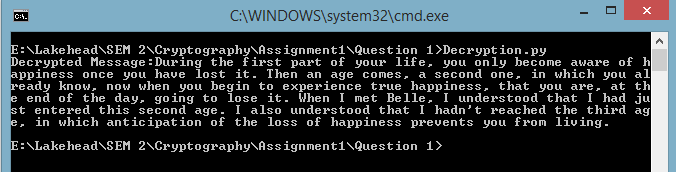 C:\WINDOWS\system32\cmd.exe
E:\Lakehead\SEM 2\Cryptography\Assignment1\Question 1>Decryption.py
Decrypted Message:During the first part of your life, you only become aware of h
appiness once you have lost it. Then an age comes, a second one, in which you al
ready know, now when you begin to experience true happiness, that you are, at th
e end of the day, going to lose it. When I met Belle, I understood that I had ju
st entered this second age. I also understood that I hadn't reached the third ag
e, in which anticipation of the loss of happiness prevents you from living.
E:\Lakehead\SEM 2\Cryptography\Assignment1\Question 1>